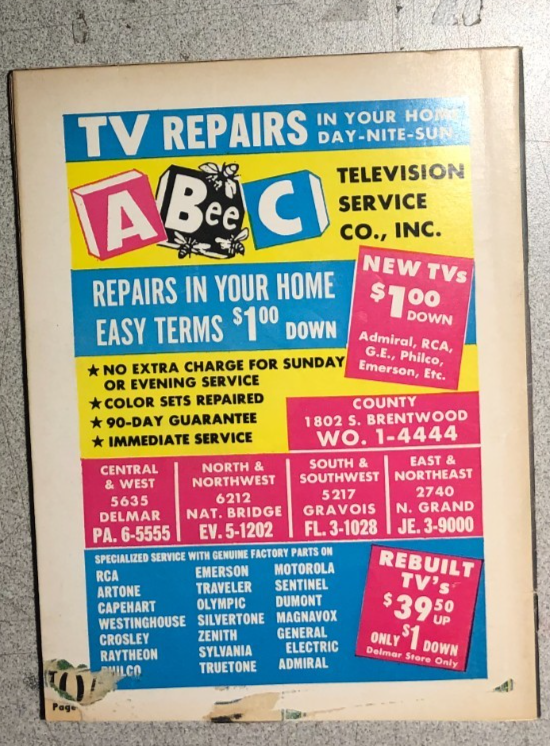 TV REPAIRS IN YOUR HOME
DAY-NITE-SUN.
A Bee C
TELEVISION
SERVICE
CO., INC.
REPAIRS IN YOUR HOME
EASY TERMS $1 00 DOWN
NEW TVs
$1 00
DOWN
Admiral, RCA,
G.E., Philco,
Emerson, Etc.
★ NO EXTRA CHARGE FOR SUNDAY
OR EVENING SERVICE
★ COLOR SETS REPAIRED
★ 90-DAY GUARANTEE
★ IMMEDIATE SERVICE
COUNTY
1802 S. BRENTWOOD
WO. 1-4444
CENTRAL
& WEST
5635
DELMAR
PA. 6-5555
NORTH &
NORTHWEST
6212
NAT. BRIDGE
EV. 5-1202
SOUTH &
SOUTHWEST
5217
GRAVOIS
FL. 3-1028
EAST &
NORTHEAST
2740
N. GRAND
JE. 3-9000
SPECIALIZED SERVICE WITH GENUINE FACTORY PARTS ON
RCA
ARTONE
CAPEHART
WESTINGHOUSE
CROSLEY
RAYTHEON
PHILCO
EMERSON
TRAVELER
OLYMPIC
SILVERTONE
ZENITH
SYLVANIA
TRUETONE
MOTOROLA
SENTINEL
DUMONT
MAGNAVOX
GENERAL
ELECTRIC
ADMIRAL
REBUILT
TV's
$39 50
UP
ONLY $1 DOWN
Delmar Store Only
Page